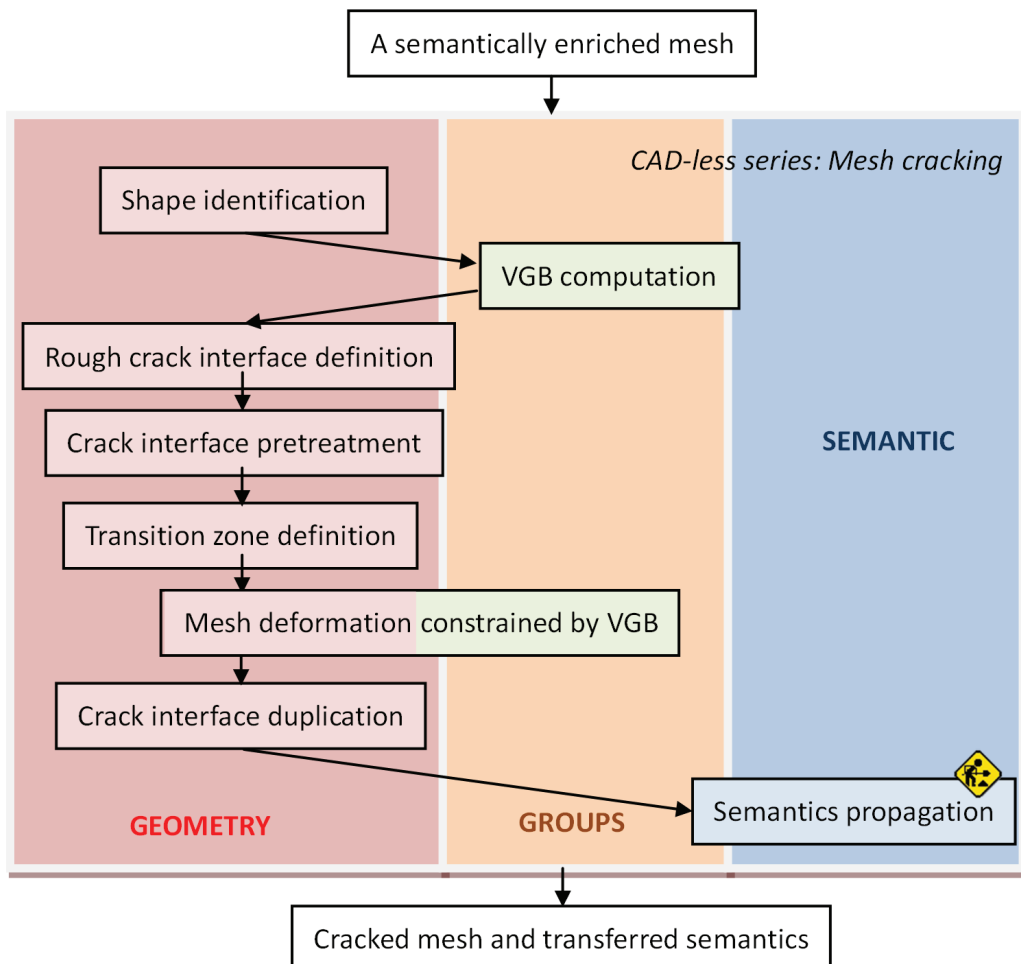 A semantically enriched mesh
CAD-less series: Mesh cracking
Shape identification
VGB computation
Rough crack interface definition
Crack interface pretreatment
SEMANTIC
Transition zone definition
Mesh deformation constrained by VGB
Crack interface duplication
Semantics propagation
GEOMETRY
GROUPS
Cracked mesh and transferred semantics